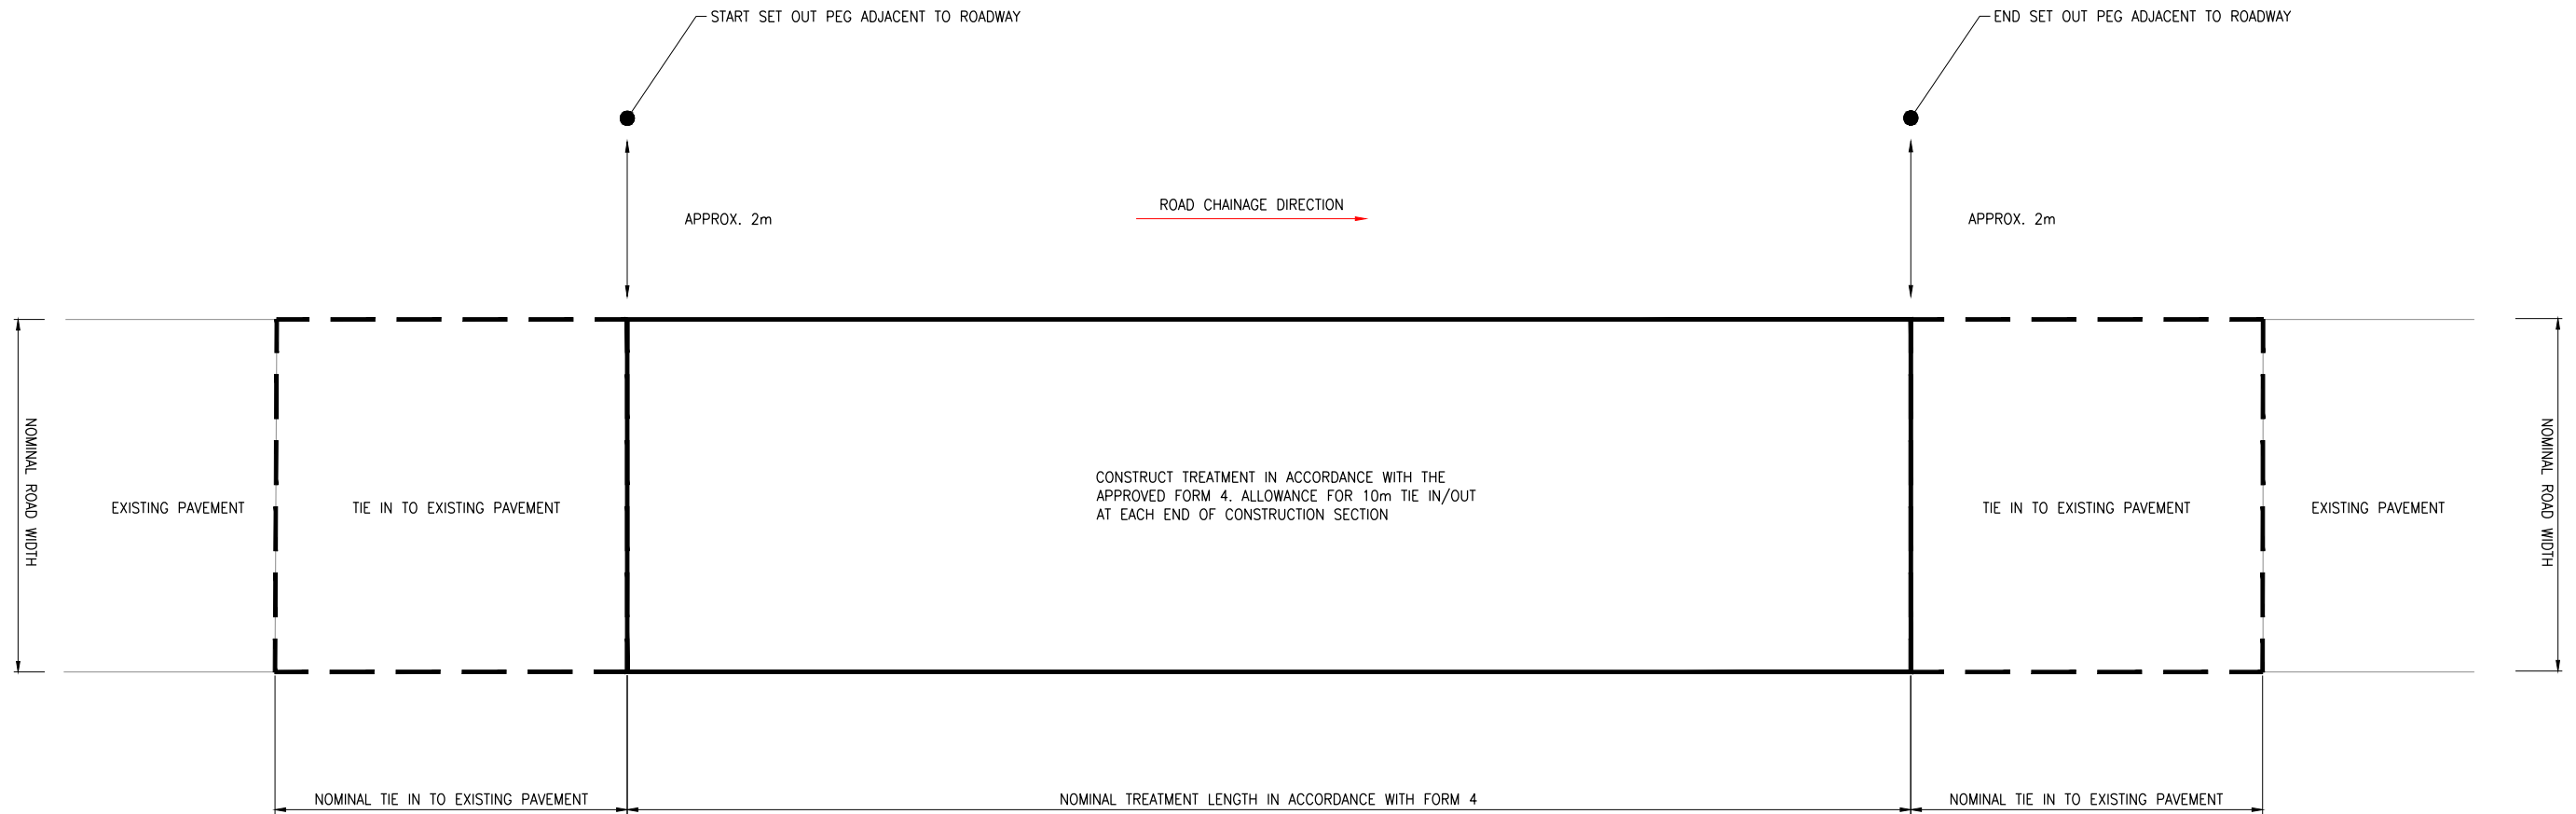 START SET OUT PEG ADJACENT TO ROADWAY
END SET OUT PEG ADJACENT TO ROADWAY
ROAD CHAINAGE DIRECTION
APPROX. 2m
APPROX. 2m
NOMINAL ROAD WIDTH
EXISTING PAVEMENT
TIE IN TO EXISTING PAVEMENT
CONSTRUCT TREATMENT IN ACCORDANCE WITH THE
APPROVED FORM 4. ALLOWANCE FOR 10m TIE IN/OUT
AT EACH END OF CONSTRUCTION SECTION
TIE IN TO EXISTING PAVEMENT
EXISTING PAVEMENT
NOMINAL ROAD WIDTH
NOMINAL TIE IN TO EXISTING PAVEMENT
NOMINAL TREATMENT LENGTH IN ACCORDANCE WITH FORM 4
NOMINAL TIE IN TO EXISTING PAVEMENT